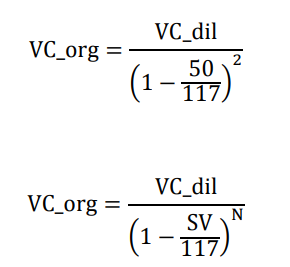 VC_org = VC_dil / (1 − 50/117)^2
VC_org = VC_dil / (1 − SV/117)^N